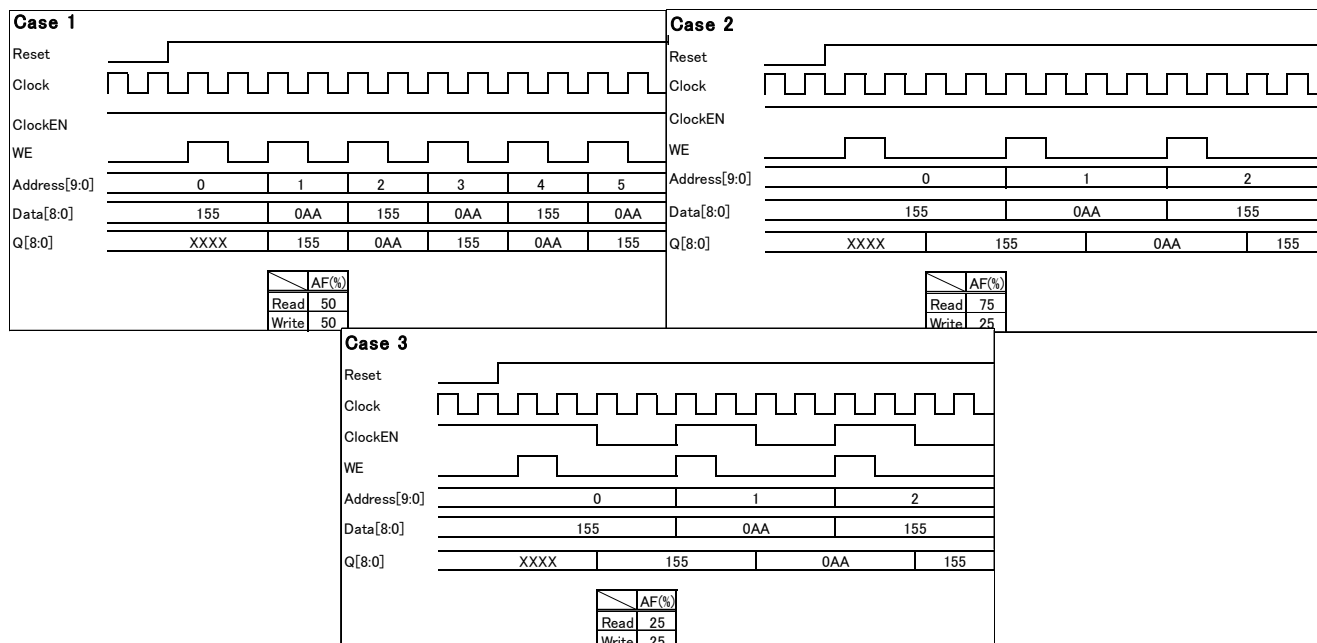 Case 1
Reset
Clock
ClockEN
WE
Address[9:0] 0 1 2 3 4 5
Data[8:0] 155 0AA 155 0AA 155 0AA
Q[8:0] XXXX 155 0AA 155 0AA 155
AF(%)
Read 50
Write 50
Case 2
Reset
Clock
ClockEN
WE
Address[9:0] 0 1 2
Data[8:0] 155 0AA 155
Q[8:0] XXXX 155 0AA 155
AF(%)
Read 75
Write 25
Case 3
Reset
Clock
ClockEN
WE
Address[9:0] 0 1 2
Data[8:0] 155 0AA 155
Q[8:0] XXXX 155 0AA 155
AF(%)
Read 25
Write 25